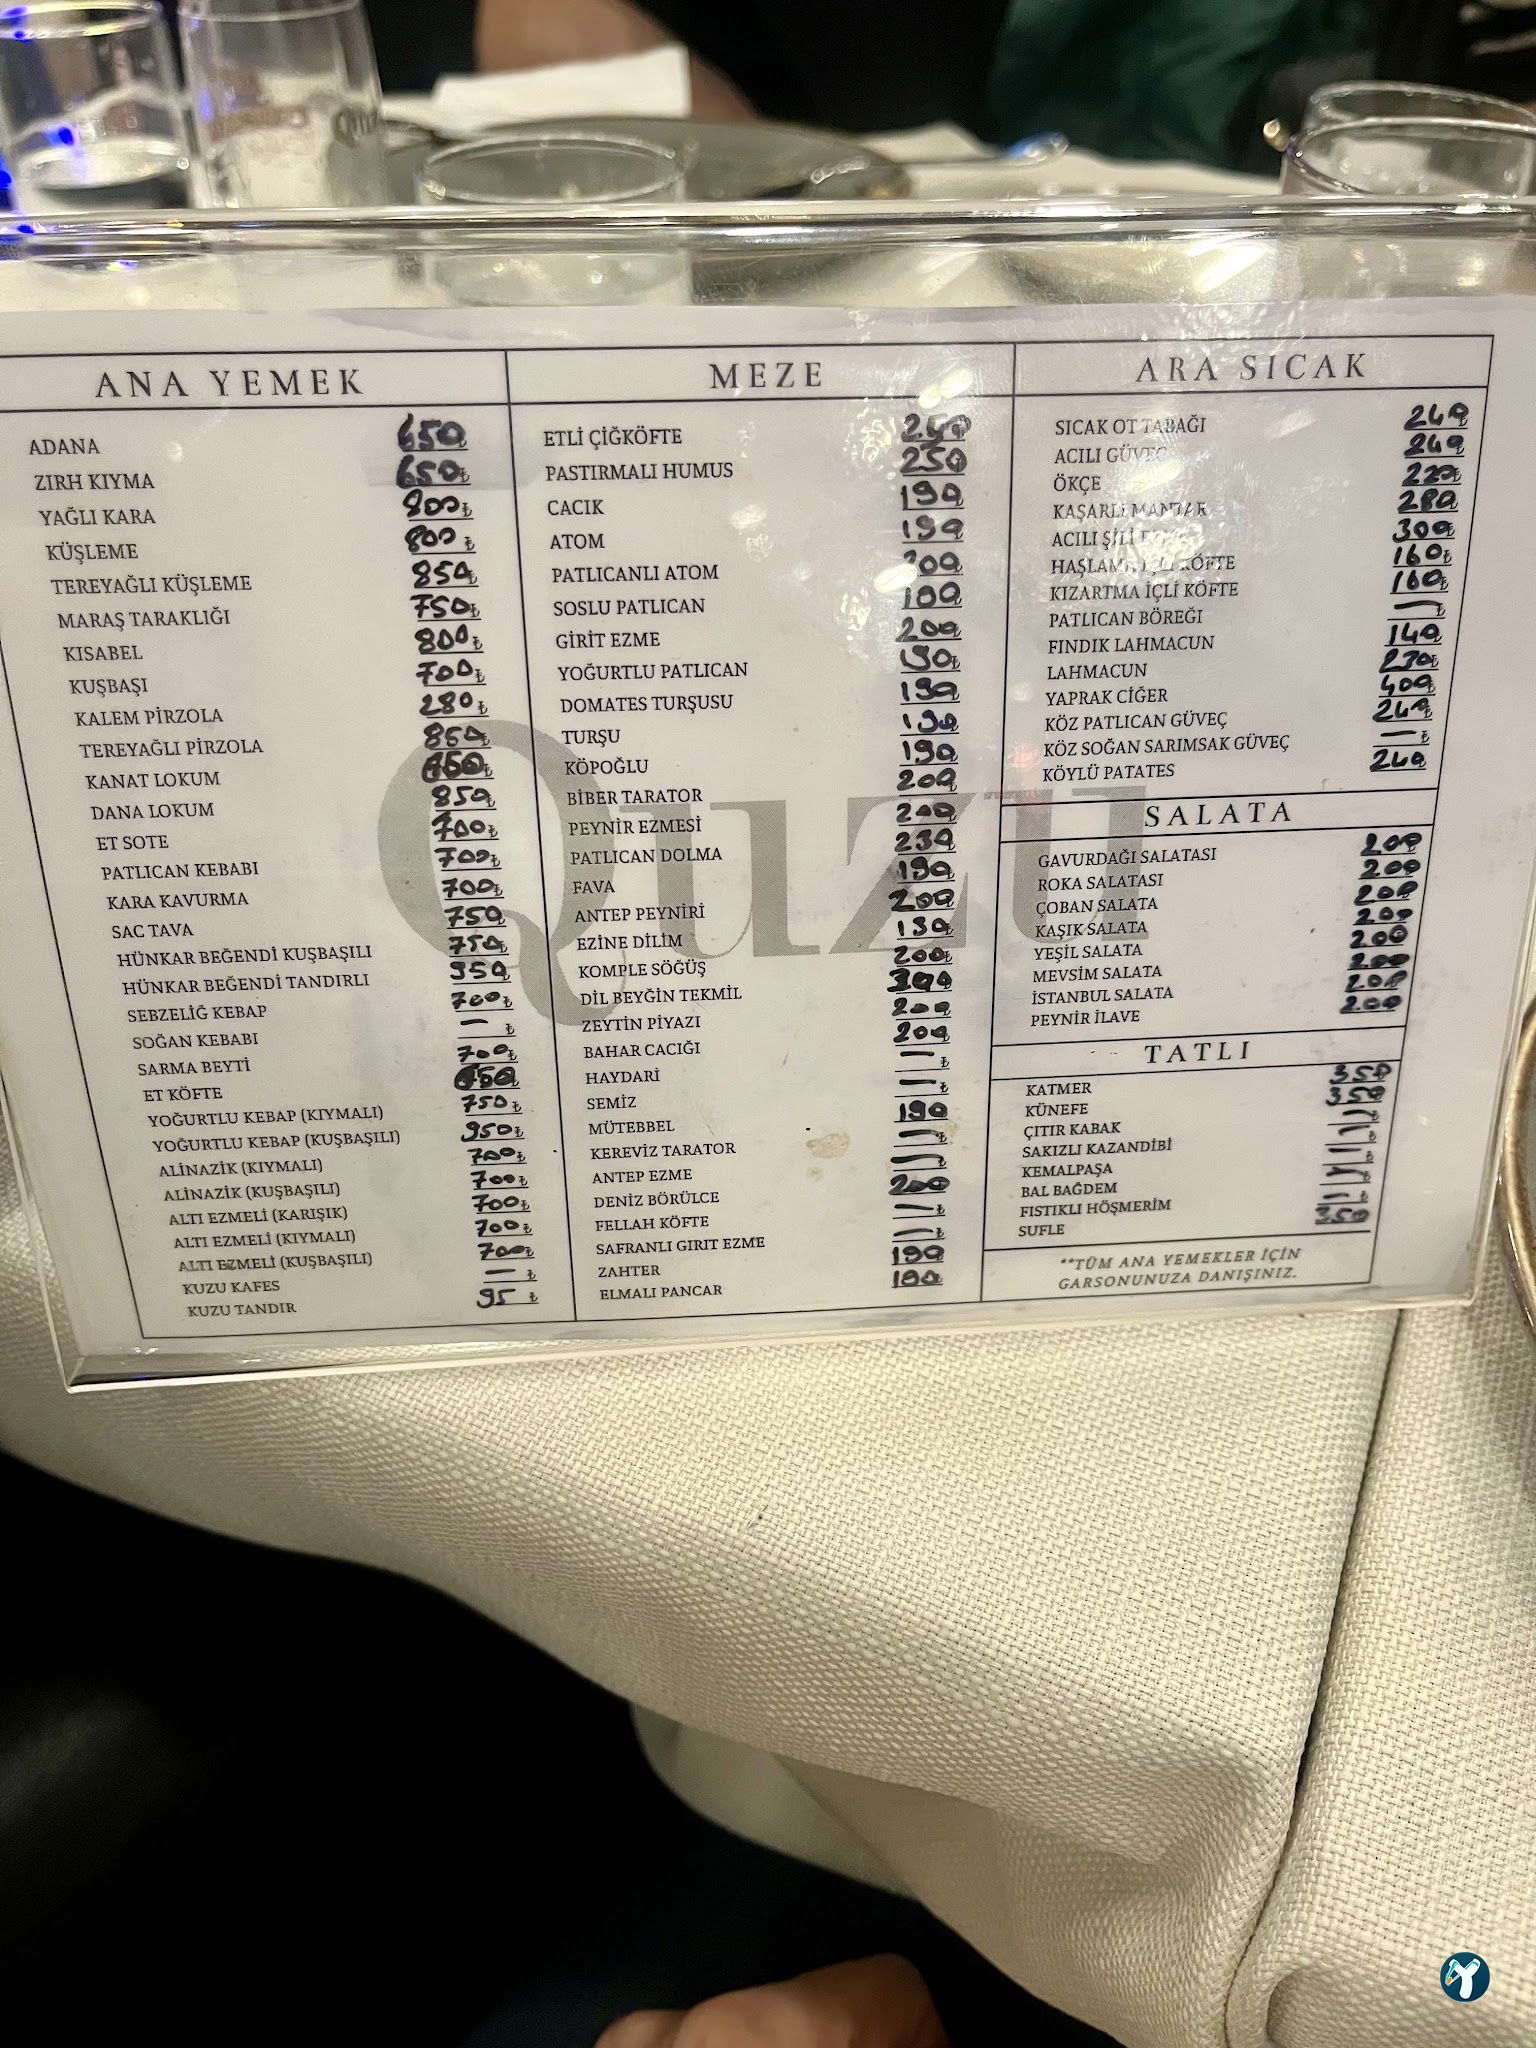 ANA YEMEK
ADANA 650₺
ZIRH KIYMA 650₺
YAĞLI KARA 800₺
KÜŞLEME 800₺
TEREYAĞLI KÜŞLEME 850₺
MARAŞ TARAKLIĞI 750₺
KISABEL 800₺
KUŞBAŞI 700₺
KALEM PİRZOLA 280₺
TEREYAĞLI PİRZOLA 850₺
KANAT LOKUM 650₺
DANA LOKUM 850₺
ET SOTE 700₺
PATLICAN KEBABI 700₺
KARA KAVURMA 700₺
SAC TAVA 750₺
HÜNKAR BEĞENDİ KUŞBAŞILI 750₺
HÜNKAR BEĞENDİ TANDIRLI 950₺
SEBZELİĞ KEBAP 700₺
SOĞAN KEBABI — ₺
SARMA BEYTİ 700₺
ET KÖFTE 650₺
YOĞURTLU KEBAP (KIYMALI) 750₺
YOĞURTLU KEBAP (KUŞBAŞILI) 950₺
ALİNAZİK (KIYMALI) 700₺
ALİNAZİK (KUŞBAŞILI) 700₺
ALTI EZMELİ (KARIŞIK) 700₺
ALTI EZMELİ (KIYMALI) 700₺
ALTI EZMELİ (KUŞBAŞILI) 700₺
KUZU KAFES — ₺
KUZU TANDIR 95 ₺
MEZE
ETLİ ÇİĞKÖFTE 250₺
PASTIRMALI HUMUS 250₺
CACIK 190₺
ATOM 190₺
PATLICANLI ATOM 200₺
SOSLU PATLICAN 190₺
GİRİT EZME 200₺
YOĞURTLU PATLICAN 190₺
DOMATES TURŞUSU 190₺
TURŞU 190₺
KÖPOĞLU 190₺
BİBER TARATOR 200₺
PEYNİR EZMESİ 200₺
PATLICAN DOLMA 230₺
FAVA 190₺
ANTEP PEYNİRİ 200₺
EZİNE DİLİM 190₺
KOMPLE SÖĞÜŞ 200₺
DİL BEYĞİN TEKMİL 300₺
ZEYTİN PİYAZI 200₺
BAHAR CACIĞI 200₺
HAYDARİ — ₺
SEMİZ — ₺
MÜTEBBEL 190
KEREVİZ TARATOR — ₺
ANTEP EZME — ₺
DENİZ BÖRÜLCE 200
FELLAH KÖFTE — ₺
SAFRANLI GIRIT EZME — ₺
ZAHTER 190
ELMALI PANCAR 190
ARA SICAK
SICAK OT TABAĞI 240₺
ACILI GÜVEÇ 240₺
ÖKÇE 220₺
KAŞARLI MANTAR 280₺
ACILI ŞİLİ 300₺
HAŞLAMA İÇLİ KÖFTE 160₺
KIZARTMA İÇLİ KÖFTE 160₺
PATLICAN BÖREĞİ — ₺
FINDIK LAHMACUN 140₺
LAHMACUN 230₺
YAPRAK CİĞER 400₺
KÖZ PATLICAN GÜVEÇ 240₺
KÖZ SOĞAN SARIMSAK GÜVEÇ — ₺
KÖYLÜ PATATES 240₺
SALATA
GAVURDAĞI SALATASI 200
ROKA SALATASI 200
ÇOBAN SALATA 200
KAŞIK SALATA 200
YEŞİL SALATA 200
MEVSİM SALATA 200
İSTANBUL SALATA 200
PEYNİR İLAVE 200
TATLI
KATMER 350
KÜNEFE 350
ÇITIR KABAK — ₺
SAKIZLI KAZANDİBİ — ₺
KEMALPAŞA — ₺
BAL BAĞDEM — ₺
FISTIKLI HÖŞMERİM — ₺
SUFLE 350
**TÜM ANA YEMEKLER İÇİN
GARSONUNUZA DANIŞINIZ.
Quzu